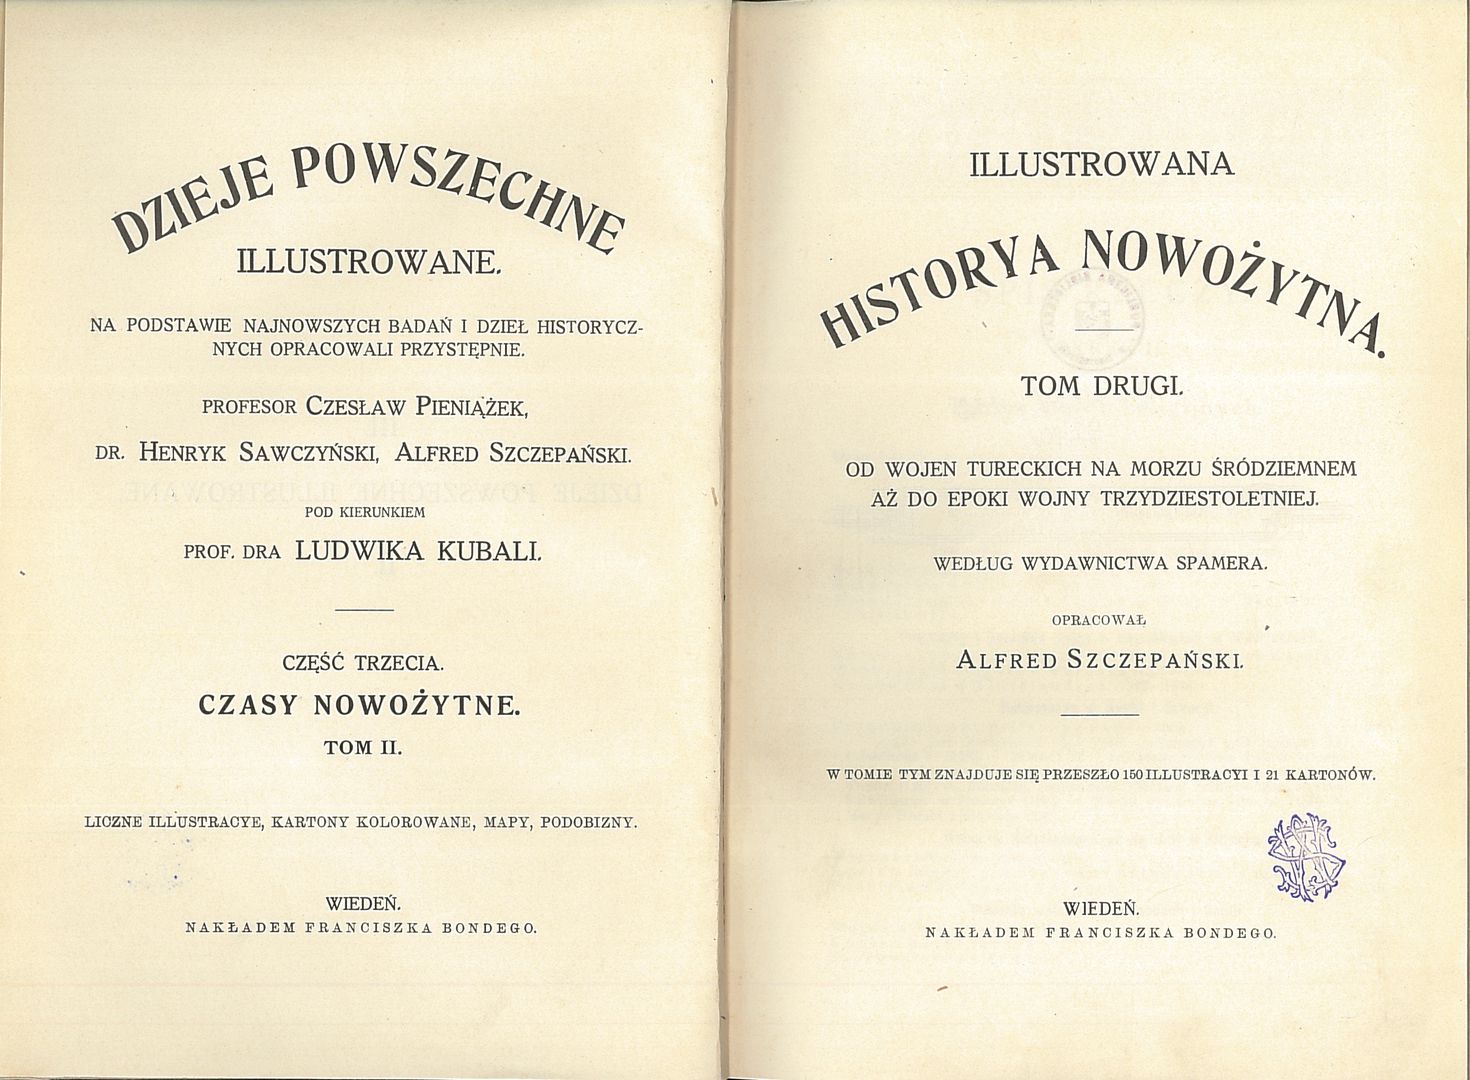 DZIEJE POWSZECHNE
ILLUSTROWANE.
NA PODSTAWIE NAJNOWSZYCH BADAŃ I DZIEŁ HISTORYCZ-
NYCH OPRACOWALI PRZYSTĘPNIE.
PROFESOR CZESŁAW PIENIĄŻEK,
DR. HENRYK SAWCZYŃSKI, ALFRED SZCZEPAŃSKI.
POD KIERUNKIEM
PROF. DRA LUDWIKA KUBALI.
CZĘŚĆ TRZECIA.
CZASY NOWOŻYTNE.
TOM II.
LICZNE ILLUSTRACYE, KARTONY KOLOROWANE, MAPY, PODOBIZNY.
WIEDEŃ.
NAKŁADEM FRANCISZKA BONDEGO.
ILLUSTROWANA
HISTORYA NOWOŻYTNA.
TOM DRUGI.
OD WOJEN TURECKICH NA MORZU ŚRÓDZIEMNEM
AŻ DO EPOKI WOJNY TRZYDZIESTOLETNIEJ.
WEDŁUG WYDAWNICTWA SPAMERA.
OPRACOWAŁ
ALFRED SZCZEPAŃSKI.
W TOMIE TYM ZNAJDUJE SIĘ PRZESZŁO 150 ILLUSTRACYI I 21 KARTONÓW.
WIEDEŃ.
NAKŁADEM FRANCISZKA BONDEGO.